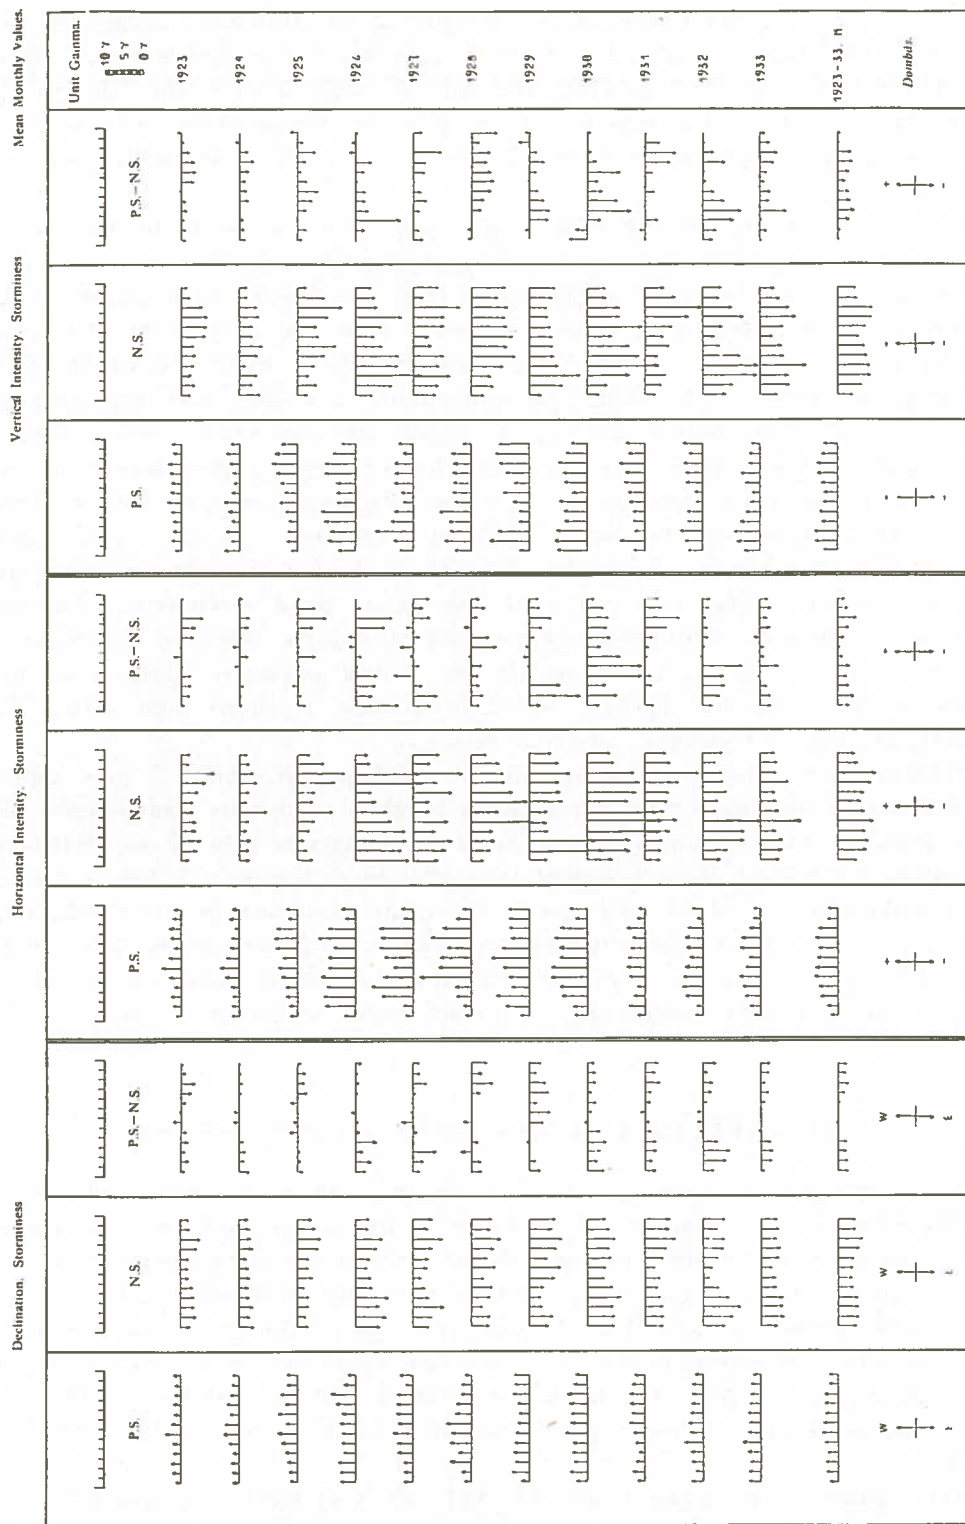 Declination, Storminess Horizontal Intensity, Storminess Vertical Intensity, Storminess Mean Monthly Values.
P.S. N.S. P.S.–N.S. P.S. N.S. P.S.–N.S. P.S. N.S. P.S.–N.S. Unit Gamma.
10 γ
5 γ
0 γ
1923
1924
1925
1926
1927
1928
1929
1930
1931
1932
1933
1923–33. M
W W W + + + + + + Dombås.
E E E - - - - - -